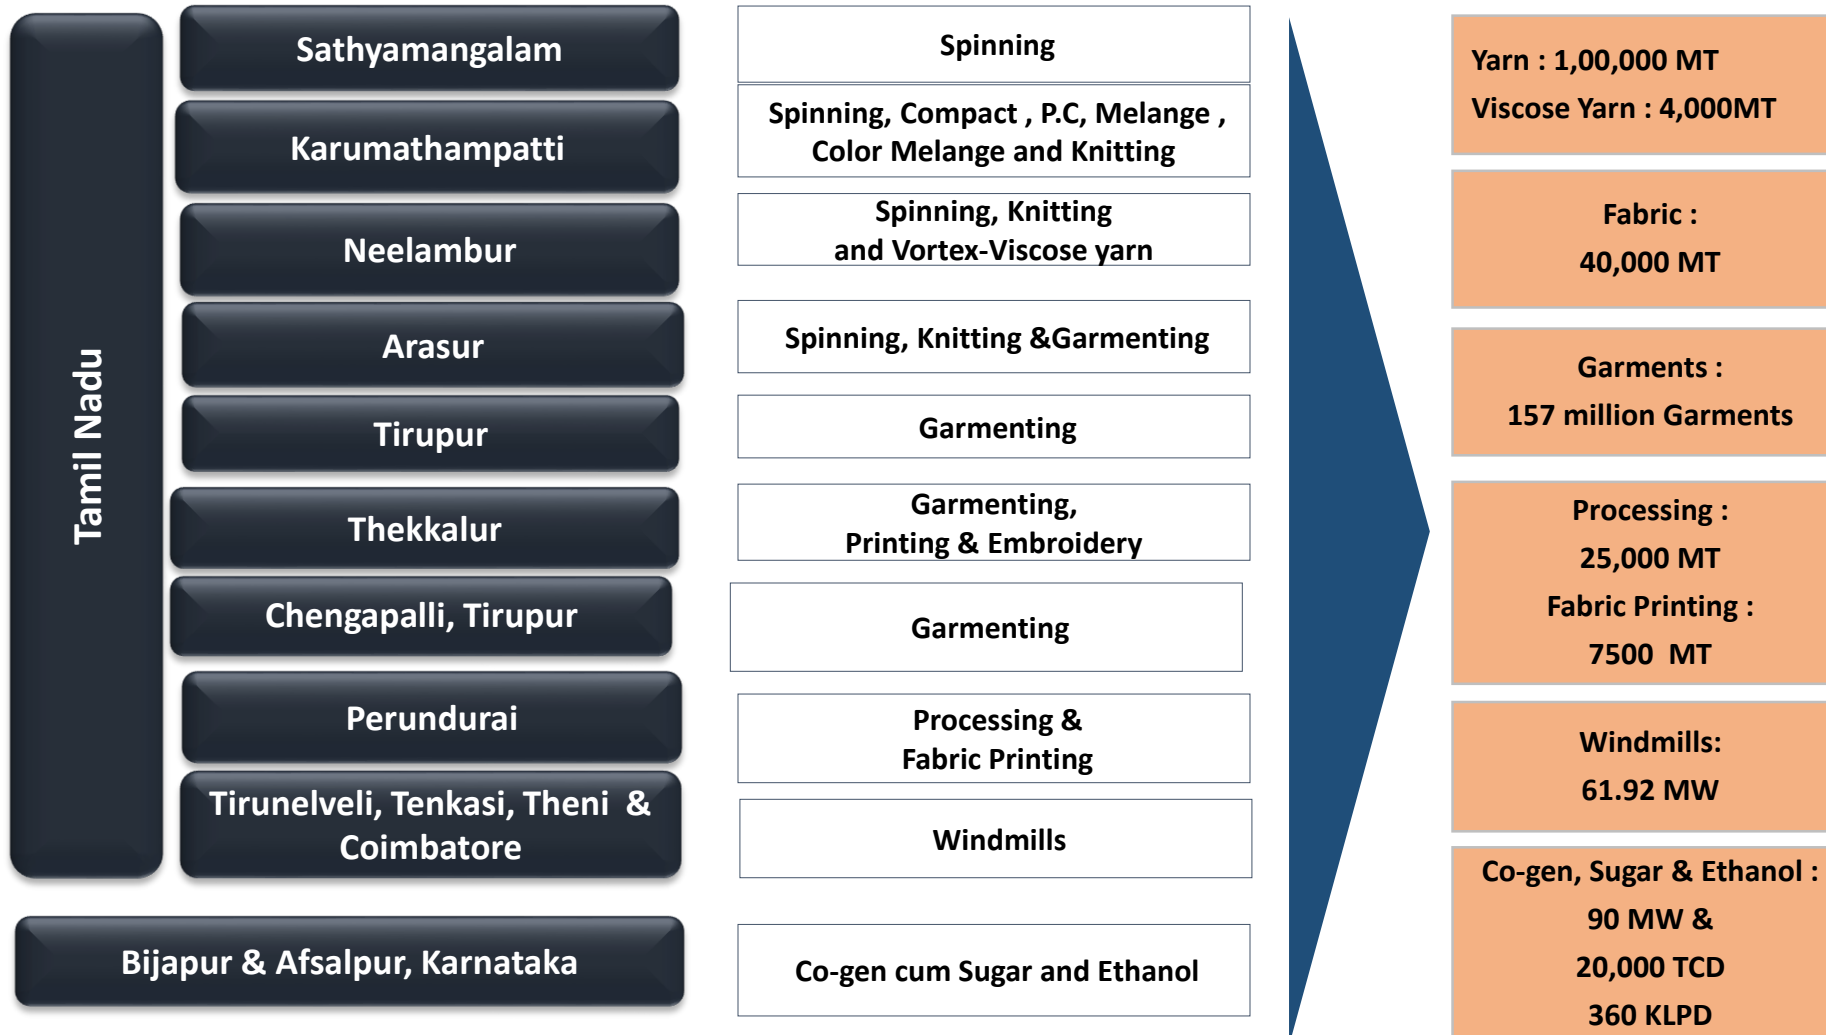 Tamil Nadu
Sathyamangalam
Spinning
Karumathampatti
Spinning, Compact , P.C, Melange ,
Color Melange and Knitting
Neelambur
Spinning, Knitting
and Vortex-Viscose yarn
Arasur
Spinning, Knitting &Garmenting
Tirupur
Garmenting
Thekkalur
Garmenting,
Printing & Embroidery
Chengapalli, Tirupur
Garmenting
Perundurai
Processing &
Fabric Printing
Tirunelveli, Tenkasi, Theni &
Coimbatore
Windmills
Bijapur & Afsalpur, Karnataka
Co-gen cum Sugar and Ethanol
Yarn : 1,00,000 MT
Viscose Yarn : 4,000MT
Fabric :
40,000 MT
Garments :
157 million Garments
Processing :
25,000 MT
Fabric Printing :
7500 MT
Windmills:
61.92 MW
Co-gen, Sugar & Ethanol :
90 MW &
20,000 TCD
360 KLPD